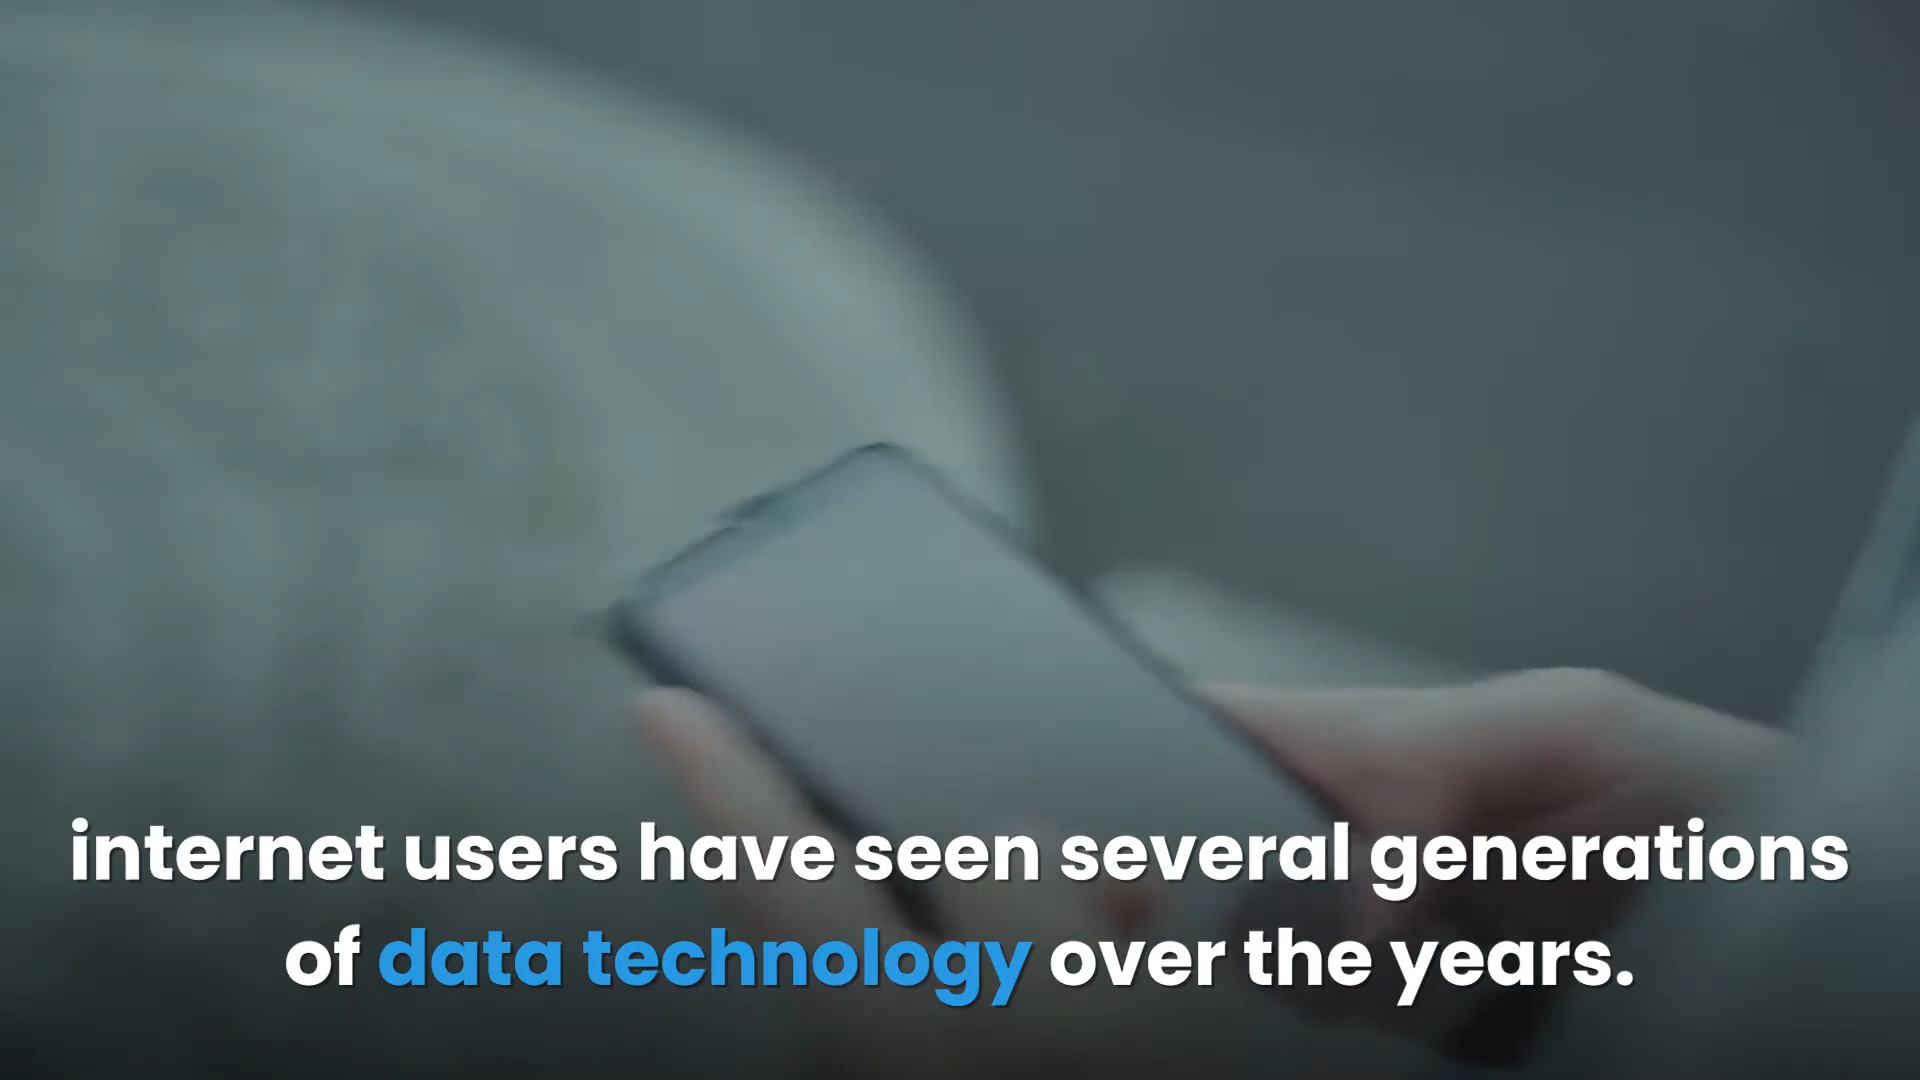 internet users have seen several generations
of data technology over the years.